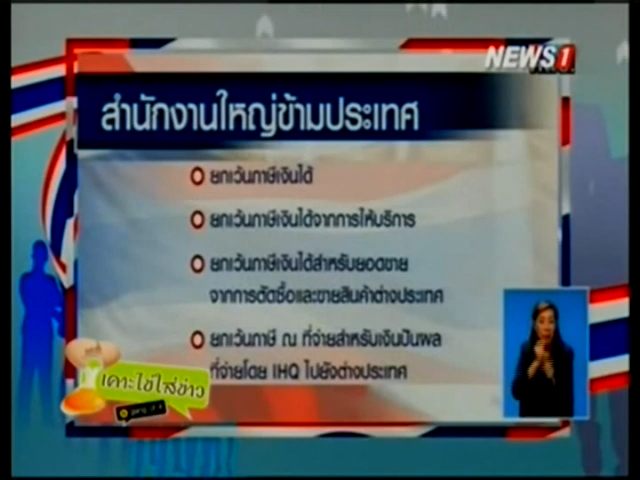 NEWS1
สำนักงานใหญ่ข้ามประเทศ
ยกเว้นภาษีเงินได้
ยกเว้นภาษีเงินได้จากการให้บริการ
ยกเว้นภาษีเงินได้สำหรับยอดขาย
จากการตัดซื้อและขายสินค้าต่างประเทศ
ยกเว้นภาษี ณ ที่จ่ายสำหรับเงินปันผล
ที่จ่ายโดย IHQ ไปยังต่างประเทศ
เคาะไข่ใส่ข่าว